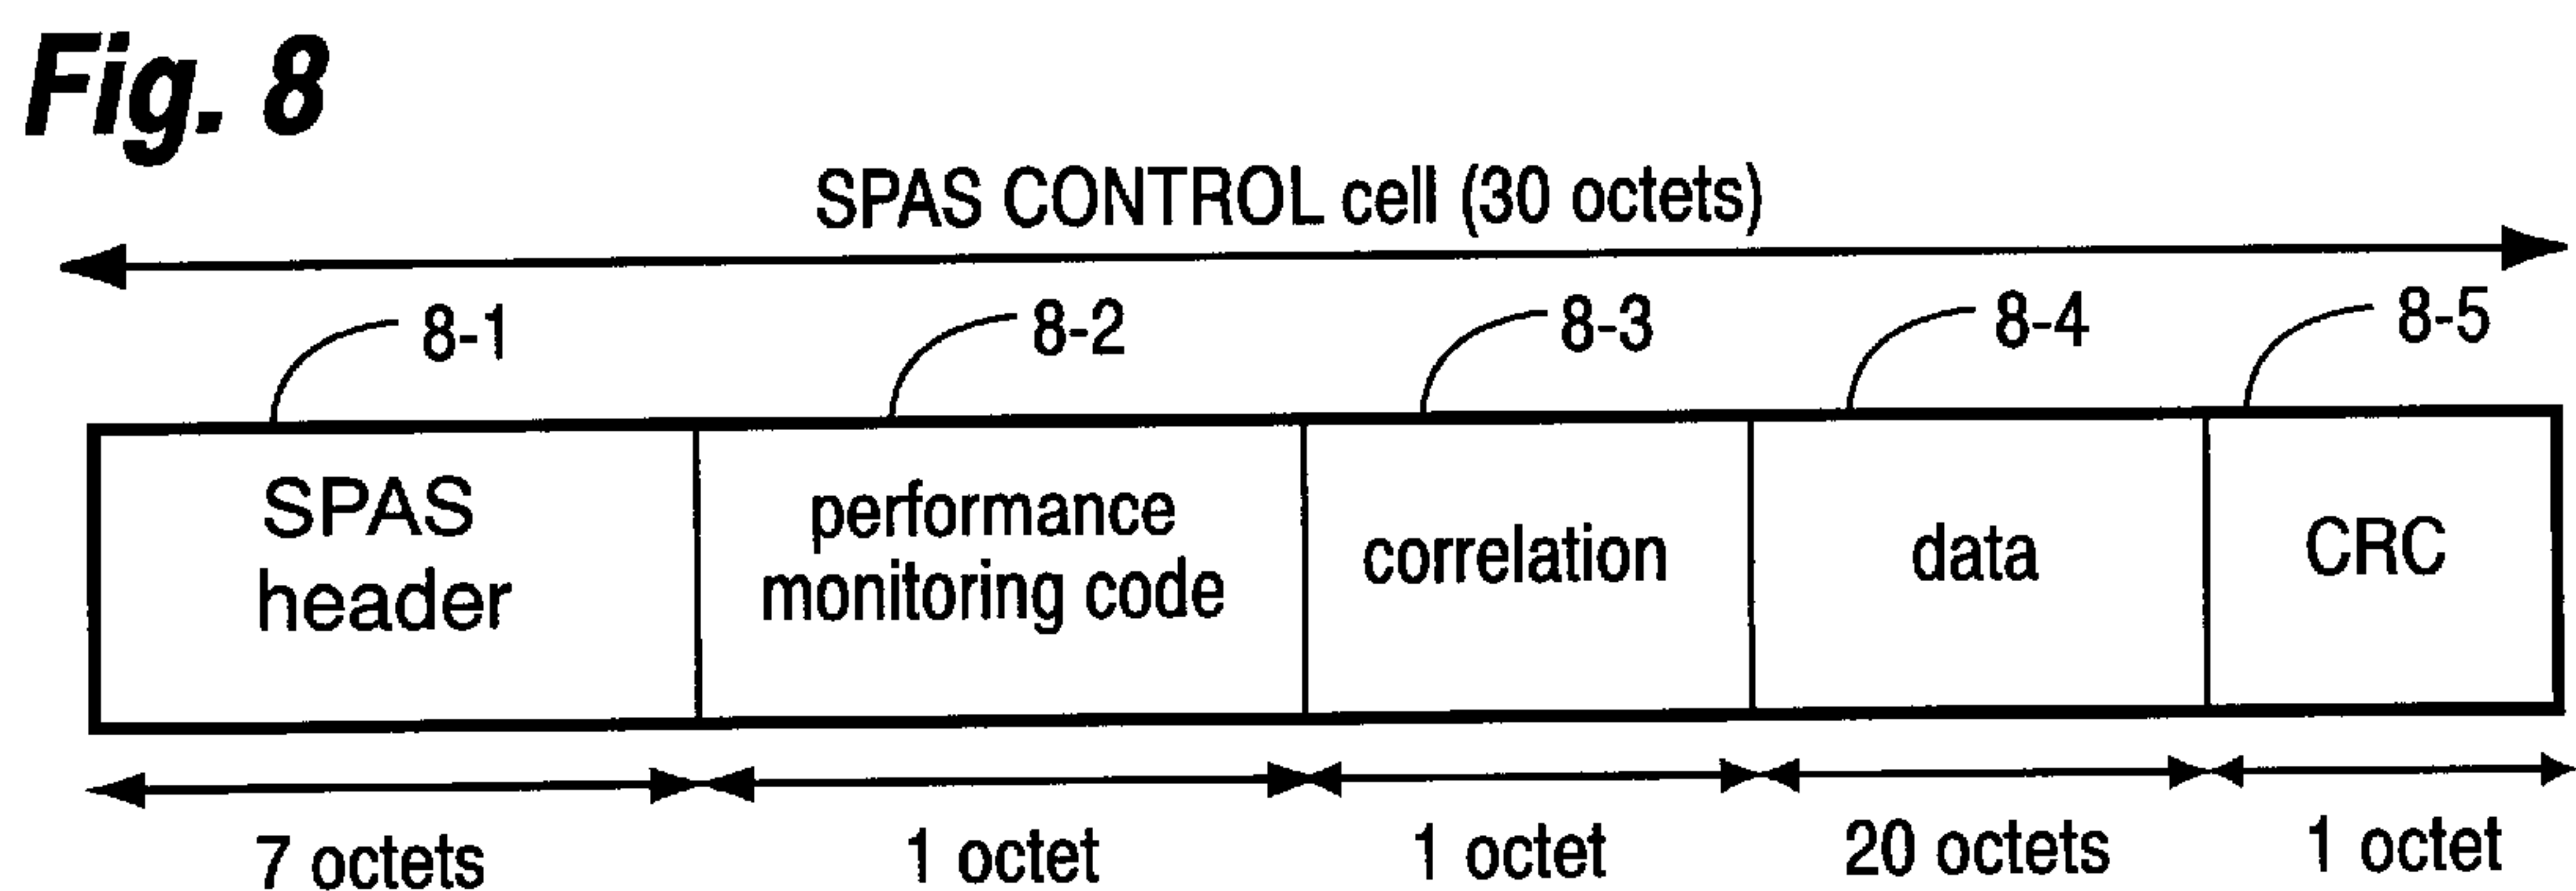 Fig. 8
SPAS CONTROL cell (30 octets)
8-1 8-2 8-3 8-4 8-5
SPAS
header
performance
monitoring code
correlation
data
CRC
7 octets 1 octet 1 octet 20 octets 1 octet